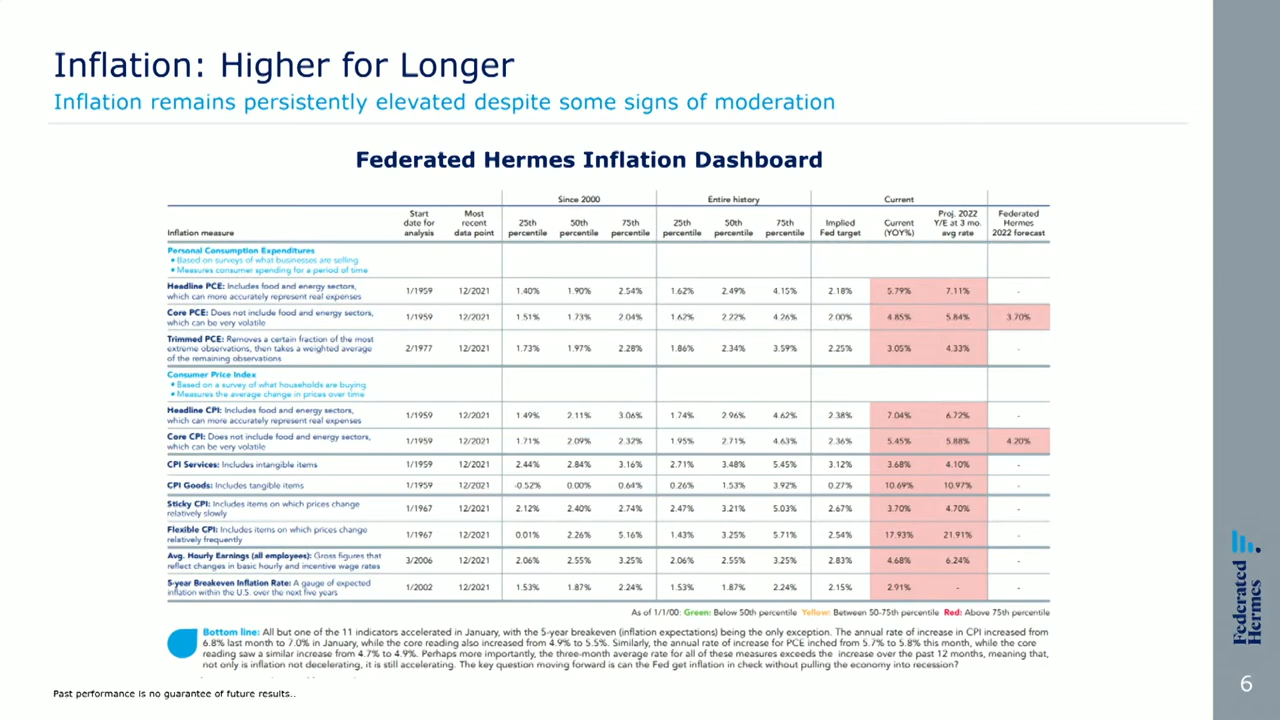 Inflation: Higher for Longer
Inflation remains persistently elevated despite some signs of moderation
Federated Hermes Inflation Dashboard
Since 2000 Entire history Current
Inflation measure Start date for analysis Most recent data point 25th percentile 50th percentile 75th percentile 25th percentile 50th percentile 75th percentile Implied Fed target Current (YOY%) Proj. 2022 Y/E at 3 mo. avg rate Federated Hermes 2022 forecast
Personal Consumption Expenditures
• Based on surveys of what businesses are selling
• Measures consumer spending for a period of time
Headline PCE: Includes food and energy sectors,
which can more accurately represent real expenses
1/1959 12/2021 1.40% 1.90% 2.54% 1.62% 2.49% 4.15% 2.18% 5.79% 7.11% -
Core PCE: Does not include food and energy sectors,
which can be very volatile
1/1959 12/2021 1.51% 1.73% 2.04% 1.62% 2.22% 4.26% 2.00% 4.85% 5.84% 3.70%
Trimmed PCE: Removes a certain fraction of the most
extreme observations, then takes a weighted average
of the remaining observations
2/1977 12/2021 1.73% 1.97% 2.28% 1.86% 2.34% 3.59% 2.25% 3.05% 4.33% -
Consumer Price Index
• Based on a survey of what households are buying
• Measures the average change in prices over time
Headline CPI: Includes food and energy sectors,
which can more accurately represent real expenses
1/1959 12/2021 1.49% 2.11% 3.06% 1.74% 2.96% 4.62% 2.38% 7.04% 6.72% -
Core CPI: Does not include food and energy sectors,
which can be very volatile
1/1959 12/2021 1.71% 2.09% 2.32% 1.95% 2.71% 4.63% 2.36% 5.45% 5.88% 4.20%
CPI Services: Includes intangible items 1/1959 12/2021 2.44% 2.84% 3.16% 2.71% 3.48% 5.45% 3.12% 3.68% 4.10% -
CPI Goods: Includes tangible items 1/1959 12/2021 -0.52% 0.00% 0.64% 0.26% 1.53% 3.92% 0.27% 10.69% 10.97% -
Sticky CPI: Includes items on which prices change
relatively slowly
1/1967 12/2021 2.12% 2.40% 2.74% 2.47% 3.21% 5.03% 2.67% 3.70% 4.70% -
Flexible CPI: Includes items on which prices change
relatively frequently
1/1967 12/2021 0.01% 2.26% 5.16% 1.43% 3.25% 5.71% 2.54% 17.93% 21.91% -
Avg. Hourly Earnings (all employees): Gross figures that
reflect changes in basic hourly and incentive wage rates
3/2006 12/2021 2.06% 2.55% 3.25% 2.06% 2.55% 3.25% 2.83% 4.68% 6.24% -
5-year Breakeven Inflation Rate: A gauge of expected
inflation within the U.S. over the next five years
1/2002 12/2021 1.53% 1.87% 2.24% 1.53% 1.87% 2.24% 2.15% 2.91% - -
As of 1/1/00: Green: Below 50th percentile Yellow: Between 50-75th percentile Red: Above 75th percentile
Bottom line: All but one of the 11 indicators accelerated in January, with the 5-year breakeven (inflation expectations) being the only exception. The annual rate of increase in CPI increased from
6.8% last month to 7.0% in January, while the core reading also increased from 4.9% to 5.5%. Similarly, the annual rate of increase for PCE inched from 5.7% to 5.8% this month, while the core
reading saw a similar increase from 4.7% to 4.9%. Perhaps more importantly, the three-month average rate for all of these measures exceeds the increase over the past 12 months, meaning that,
not only is inflation not decelerating, it is still accelerating. The key question moving forward is can the Fed get inflation in check without pulling the economy into recession?
Past performance is no guarantee of future results..
Federated
Hermes
6